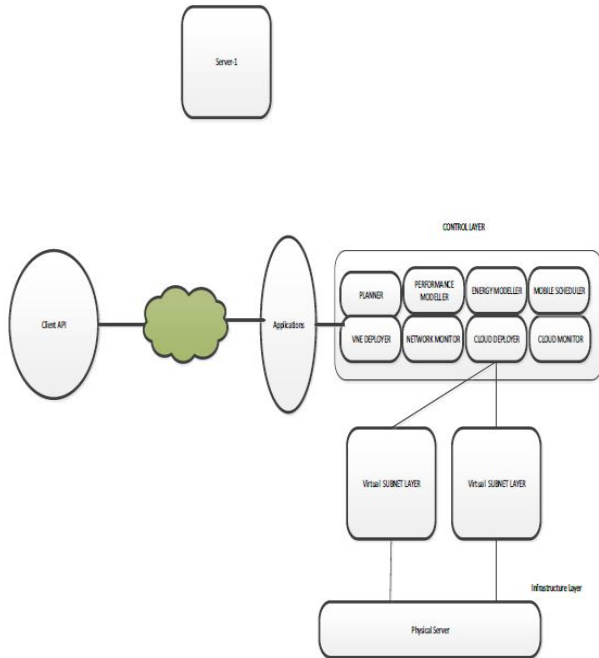 Server-1
CONTROL LAYER
PLANNER
PERFORMANCE
MODELLER
ENERGY MODELLER
MOBILE SCHEDULER
Client API
Applications
VNE DEPLOYER
NETWORK MONITOR
CLOUD DEPLOYER
CLOUD MONITOR
Virtual SUBNET LAYER
Virtual SUBNET LAYER
Infrastructure Layer
Physical Server